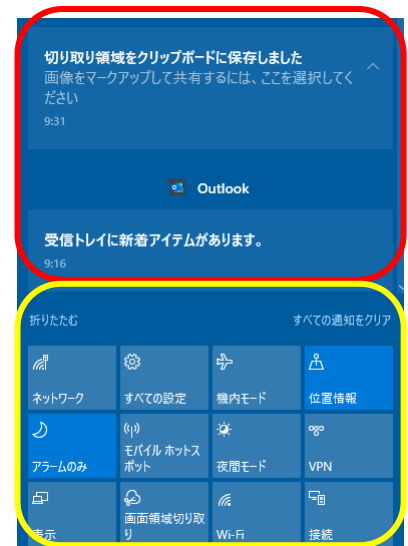 切り取り領域をクリップボードに保存しました
画像をマークアップして共有するには、ここを選択してく
ださい
9:31
Outlook
受信トレイに新着アイテムがあります。
9:16
折りたたむ
すべての通知をクリア
ネットワーク
すべての設定
機内モード
位置情報
アラームのみ
モバイル ホットス
ポット
夜間モード
VPN
表示
画面領域切り取
り
Wi-Fi
接続